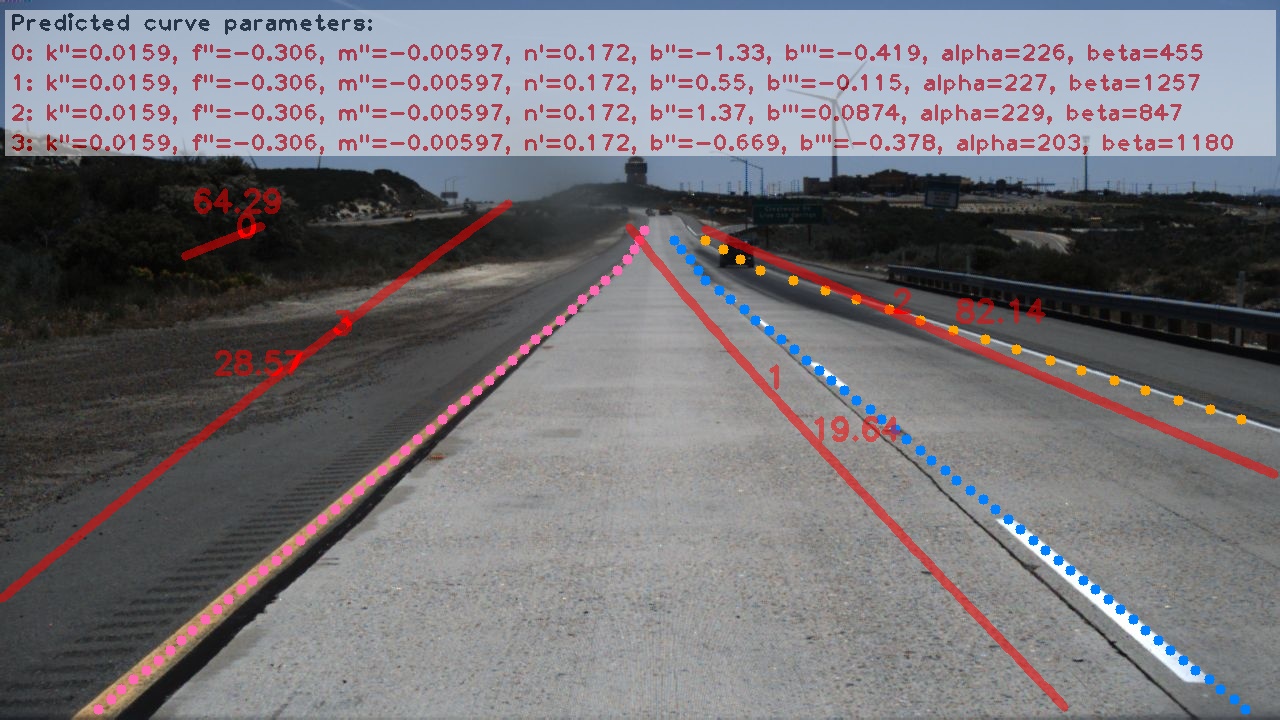 Predicted curve parameters:
0: k''=0.0159, f''=−0.306, m''=−0.00597, n'=0.172, b''=−1.33, b'''=−0.419, alpha=226, beta=455
1: k''=0.0159, f''=−0.306, m''=−0.00597, n'=0.172, b''=0.55, b'''=−0.115, alpha=227, beta=1257
2: k''=0.0159, f''=−0.306, m''=−0.00597, n'=0.172, b''=1.37, b'''=0.0874, alpha=229, beta=847
3: k''=0.0159, f''=−0.306, m''=−0.00597, n'=0.172, b''=−0.669, b'''=−0.378, alpha=203, beta=1180
64.29
0
2 82.14
3
28.57
1
19.64